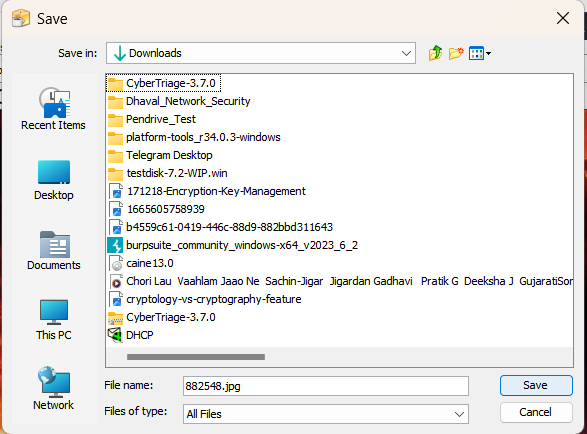 Save
Save in:
Downloads
Recent Items
Desktop
Documents
This PC
Network
CyberTriage-3.7.0
Dhaval_Network_Security
Pendrive_Test
platform-tools_r34.0.3-windows
Telegram Desktop
testdisk-7.2-WIP.win
171218-Encryption-Key-Management
1665605758939
b4559c61-0419-446c-88d9-882bbd311643
burpsuite_community_windows-x64_v2023_6_2
caine13.0
Chori Lau Vaahlam Jaao Ne Sachin-Jigar Jigardan Gadhavi Pratik G Deeksha J GujaratiSon
cryptology-vs-cryptography-feature
CyberTriage-3.7.0
DHCP
File name:
882548.jpg
Save
Files of type:
All Files
Cancel